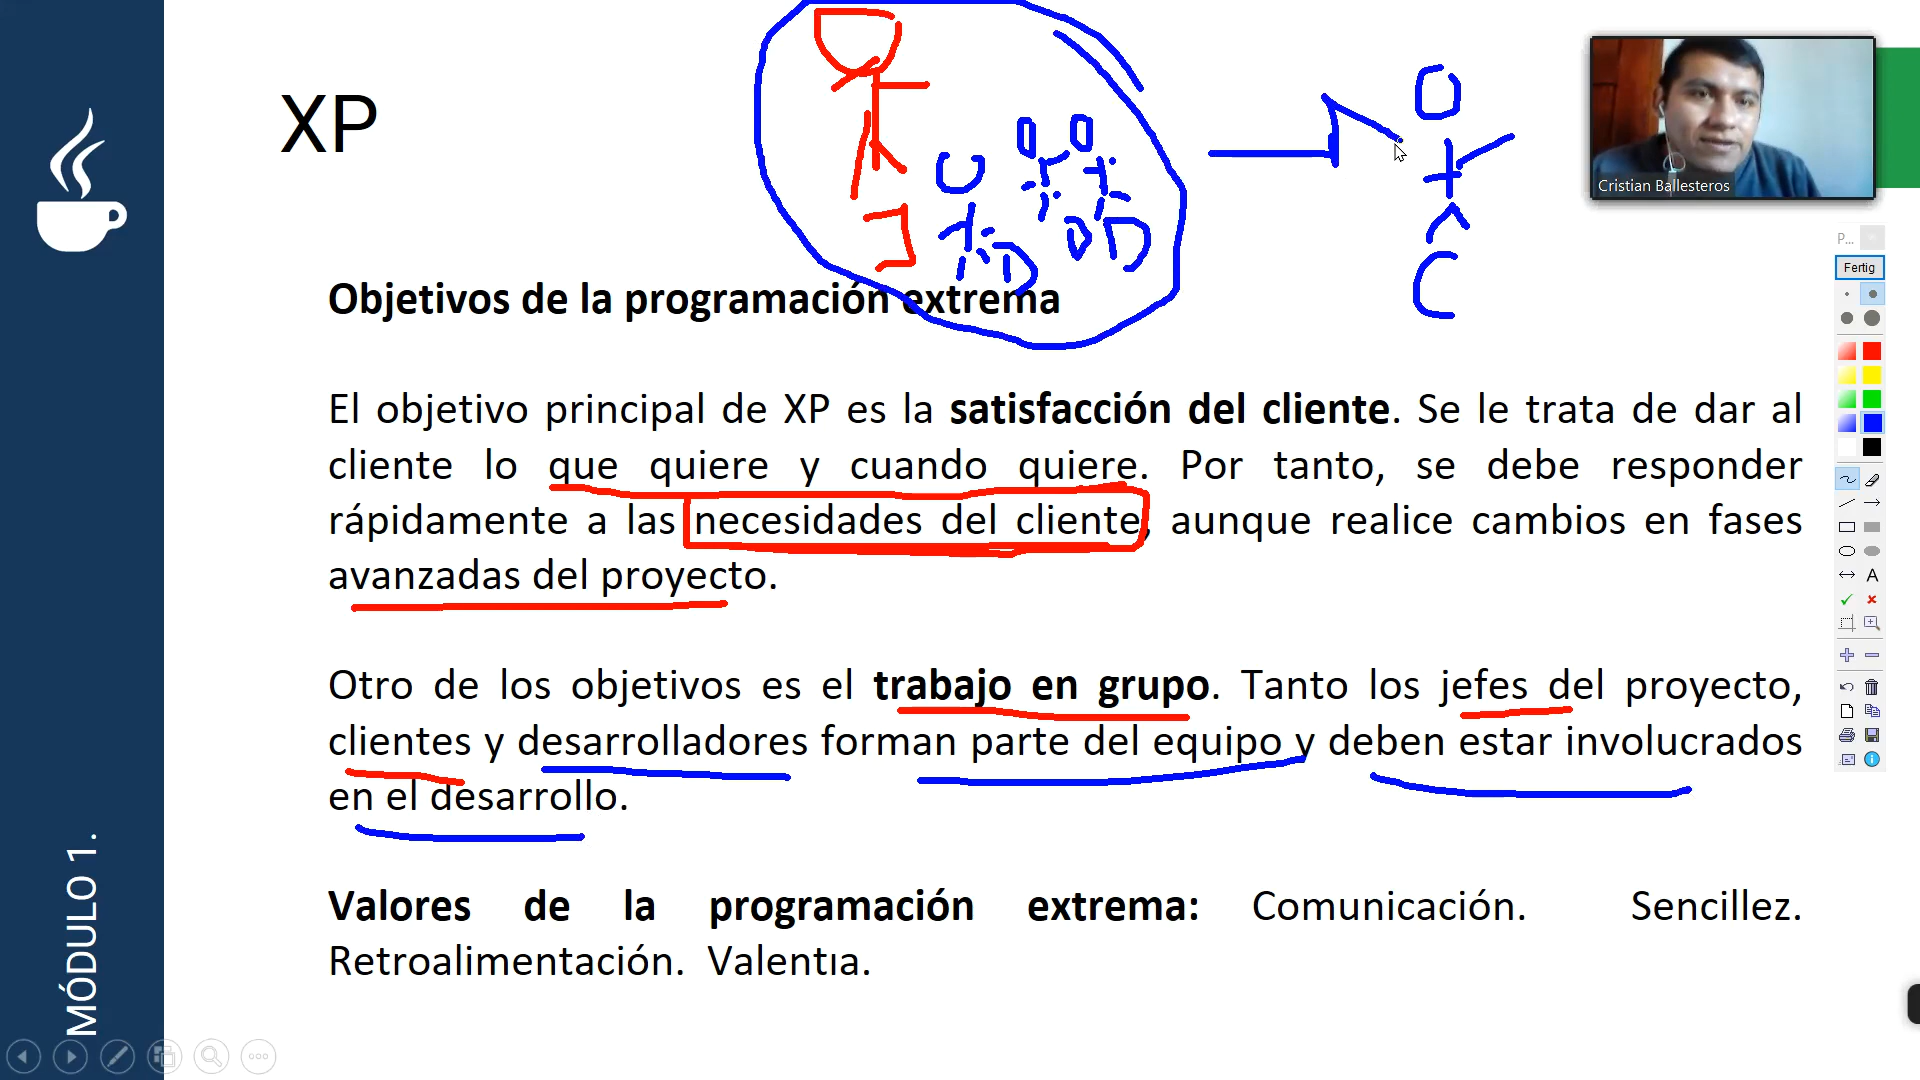 XP
Cristian Ballesteros
P...
Fertig
Objetivos de la programación extrema
J
D
D
D
C
El objetivo principal de XP es la satisfacción del cliente. Se le trata de dar al
cliente lo que quiere y cuando quiere. Por tanto, se debe responder
rápidamente a las necesidades del cliente, aunque realice cambios en fases
avanzadas del proyecto.
Otro de los objetivos es el trabajo en grupo. Tanto los jefes del proyecto,
clientes y desarrolladores forman parte del equipo y deben estar involucrados
en el desarrollo.
Valores de la programación extrema: Comunicación. Sencillez.
Retroalimentación. Valentıa.
MÓDULO 1.
A